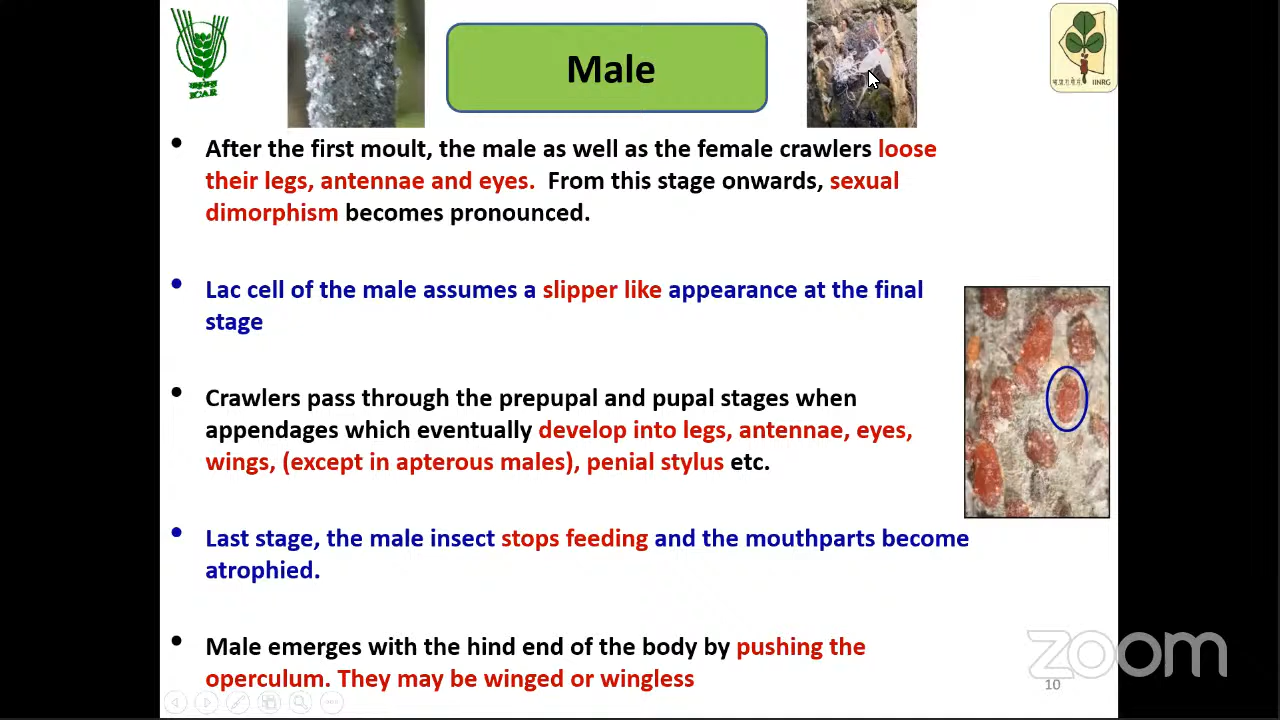 Male
ICAR
IINRG
• After the first moult, the male as well as the female crawlers loose
their legs, antennae and eyes. From this stage onwards, sexual
dimorphism becomes pronounced.
• Lac cell of the male assumes a slipper like appearance at the final
stage
• Crawlers pass through the prepupal and pupal stages when
appendages which eventually develop into legs, antennae, eyes,
wings, (except in apterous males), penial stylus etc.
• Last stage, the male insect stops feeding and the mouthparts become
atrophied.
• Male emerges with the hind end of the body by pushing the
operculum. They may be winged or wingless
zoom
10